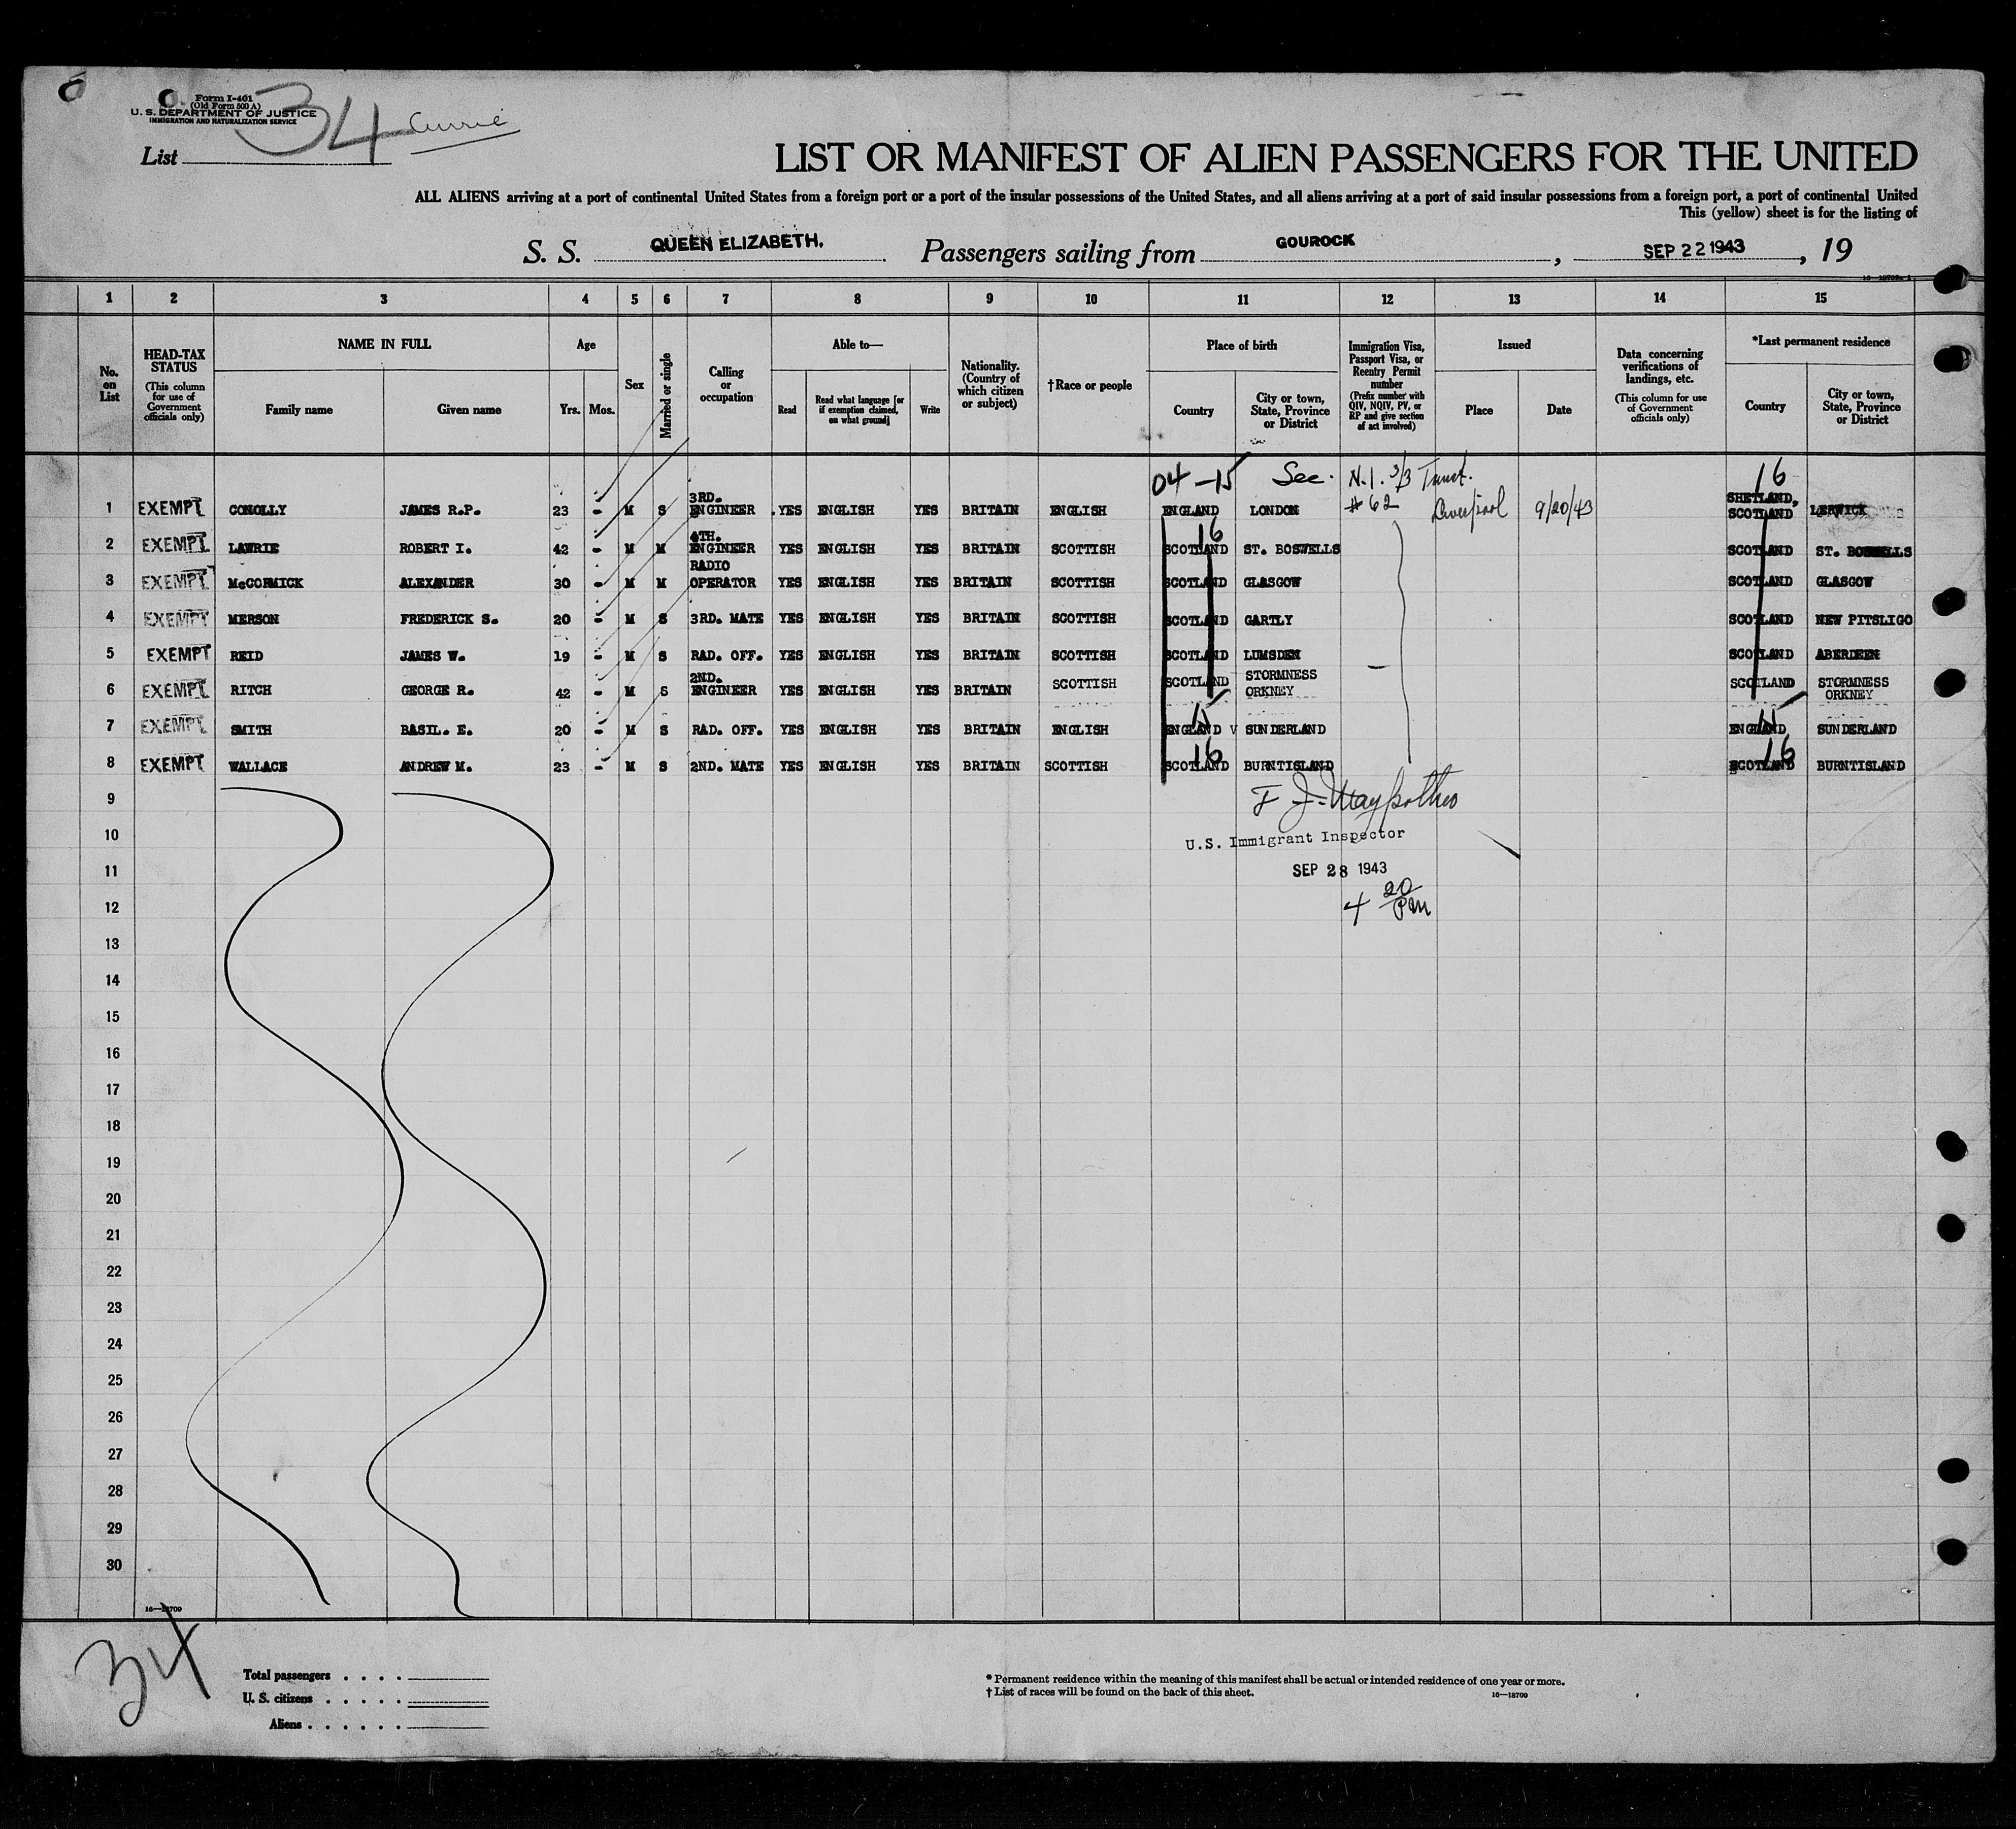 Form I-401
(Old Form 500 A)
U. S. DEPARTMENT OF JUSTICE
IMMIGRATION AND NATURALIZATION SERVICE
34 Currie
List
LIST OR MANIFEST OF ALIEN PASSENGERS FOR THE UNITED
ALL ALIENS arriving at a port of continental United States from a foreign port or a port of the insular possessions of the United States, and all aliens arriving at a port of said insular possessions from a foreign port, a port of continental United
This (yellow) sheet is for the listing of
S. S. QUEEN ELIZABETH. Passengers sailing from GOUROCK, SEP 22 1943, 19
1 2 3 4 5 6 7 8 9 10 11 12 13 14 15
No. on List
HEAD-TAX STATUS (This column for use of Government officials only)
NAME IN FULL
Family name Given name
Age
Yrs. Mos.
Sex
Married or single
Calling or occupation
Able to—
Read
Read what language [or if exemption claimed, on what ground]
Write
Nationality. (Country of which citizen or subject)
†Race or people
Place of birth
Country
City or town, State, Province or District
Immigration Visa, Passport Visa, or Reentry Permit number (Prefix number with QIV, NQIV, PV, or RP and give section of act involved)
Issued
Place Date
Data concerning verifications of landings, etc. (This column for use of Government officials only)
*Last permanent residence
Country
City or town, State, Province or District
04-15 See. N.I. 3/3 16
1 EXEMPT CONOLLY JAMES R.P. 23 - M S 3RD. ENGINEER YES ENGLISH YES BRITAIN ENGLISH ENGLAND LONDON #62 Liverpool 9/20/43 SHETLAND, SCOTLAND LERWICK
16
2 EXEMPT LAWRIE ROBERT I. 42 - M M 4TH. ENGINEER YES ENGLISH YES BRITAIN SCOTTISH SCOTLAND ST. BOSWELLS SCOTLAND ST. BOSWELLS
3 EXEMPT McCORMICK ALEXANDER 30 - M M RADIO OPERATOR YES ENGLISH YES BRITAIN SCOTTISH SCOTLAND GLASGOW SCOTLAND GLASGOW
4 EXEMPT MERSON FREDERICK S. 20 - M S 3RD. MATE YES ENGLISH YES BRITAIN SCOTTISH SCOTLAND GARTLY SCOTLAND NEW PITSLIGO
5 EXEMPT REID JAMES W. 19 - M S RAD. OFF. YES ENGLISH YES BRITAIN SCOTTISH SCOTLAND LUMSDEN SCOTLAND ABERDEEN
6 EXEMPT RITCH GEORGE R. 42 - M S 2ND. ENGINEER YES ENGLISH YES BRITAIN SCOTTISH SCOTLAND STORMNESS ORKNEY SCOTLAND STORMNESS ORKNEY
15 15
7 EXEMPT SMITH BASIL. E. 20 - M S RAD. OFF. YES ENGLISH YES BRITAIN ENGLISH ENGLAND SUNDERLAND ENGLAND SUNDERLAND
16 16
8 EXEMPT WALLACE ANDREW M. 23 - M S 2ND. MATE YES ENGLISH YES BRITAIN SCOTTISH SCOTLAND BURNTISLAND SCOTLAND BURNTISLAND
9
10
U.S. Immigrant Inspector
11
SEP 28 1943
12
4 20 PM
13
14
15
16
17
18
19
20
21
22
23
24
25
26
27
28
29
30
16—18709
34
Total passengers . . . .
U. S. citizens . . . . .
Aliens . . . . . .
* Permanent residence within the meaning of this manifest shall be actual or intended residence of one year or more.
† List of races will be found on the back of this sheet.
16—18709